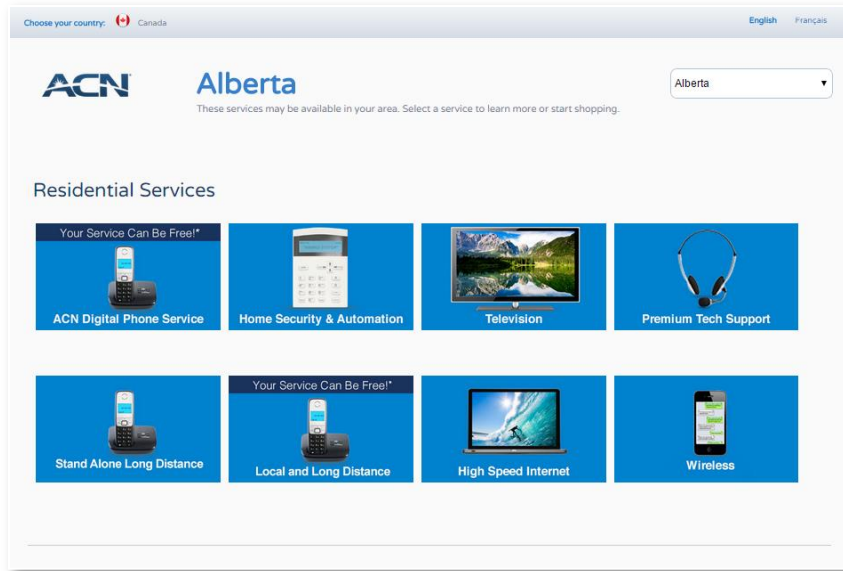 Choose your country: Canada English Français
ACN
Alberta
Alberta
These services may be available in your area. Select a service to learn more or start shopping.
Residential Services
Your Service Can Be Free!*
ACN Digital Phone Service
Home Security & Automation
Television
Premium Tech Support
Stand Alone Long Distance
Your Service Can Be Free!*
Local and Long Distance
High Speed Internet
Wireless